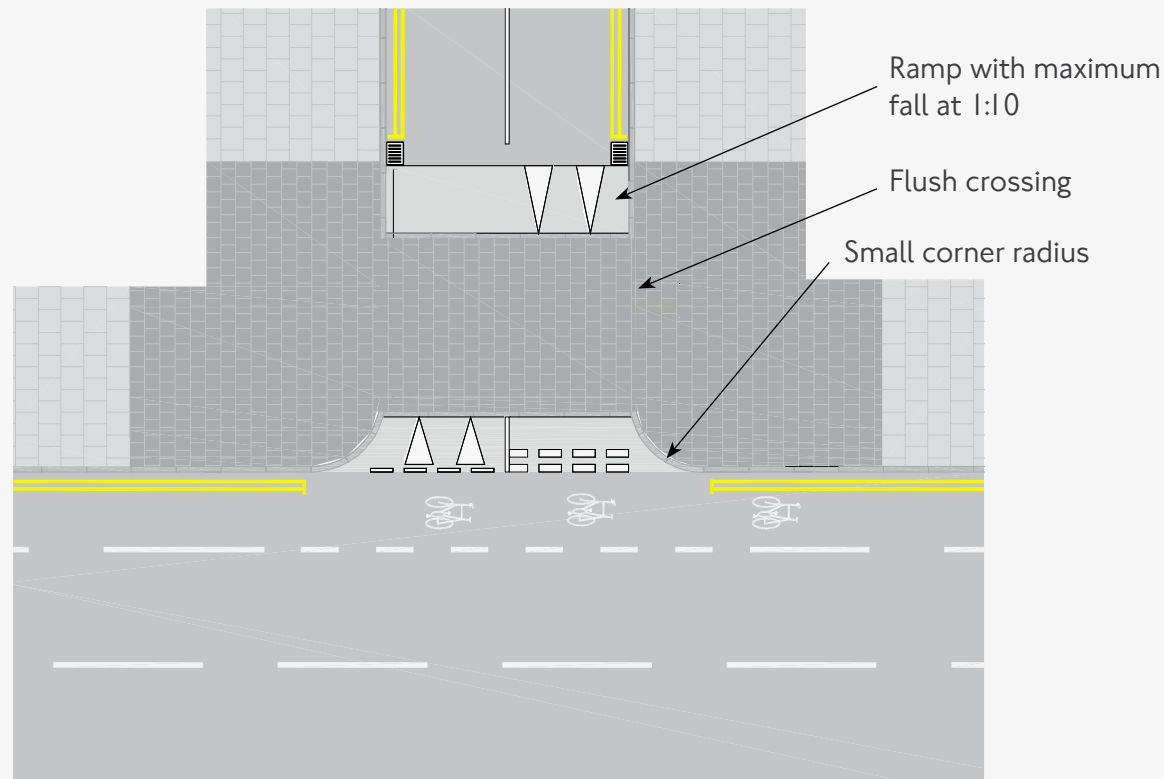 Ramp with maximum
fall at 1:10
Flush crossing
Small corner radius